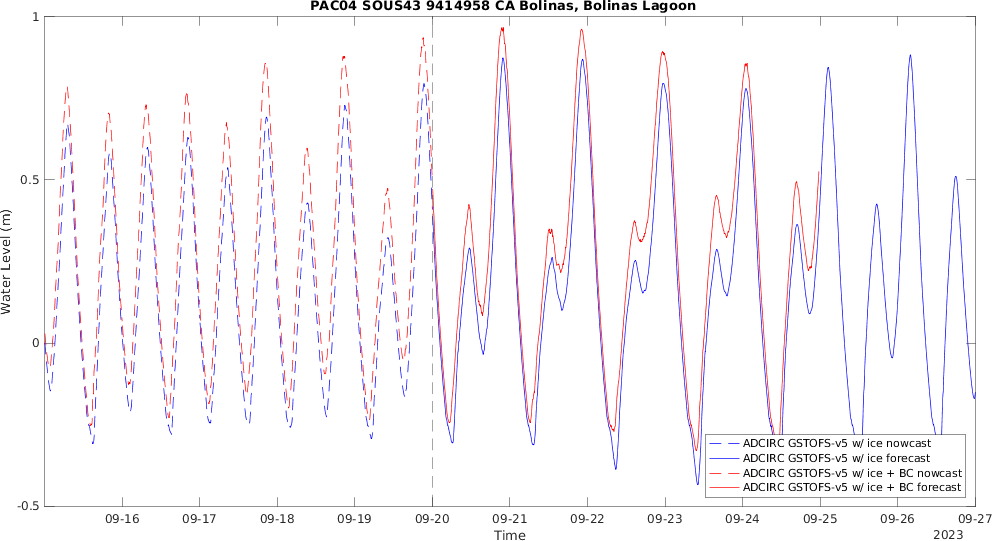 PAC04 SOUS43 9414958 CA Bolinas, Bolinas Lagoon
1
0.5
0
-0.5
Water Level (m)
ADCIRC GSTOFS-v5 w/ ice nowcast
ADCIRC GSTOFS-v5 w/ ice forecast
ADCIRC GSTOFS-v5 w/ ice + BC nowcast
ADCIRC GSTOFS-v5 w/ ice + BC forecast
09-16 09-17 09-18 09-19 09-20 09-21 09-22 09-23 09-24 09-25 09-26 09-27
Time
2023